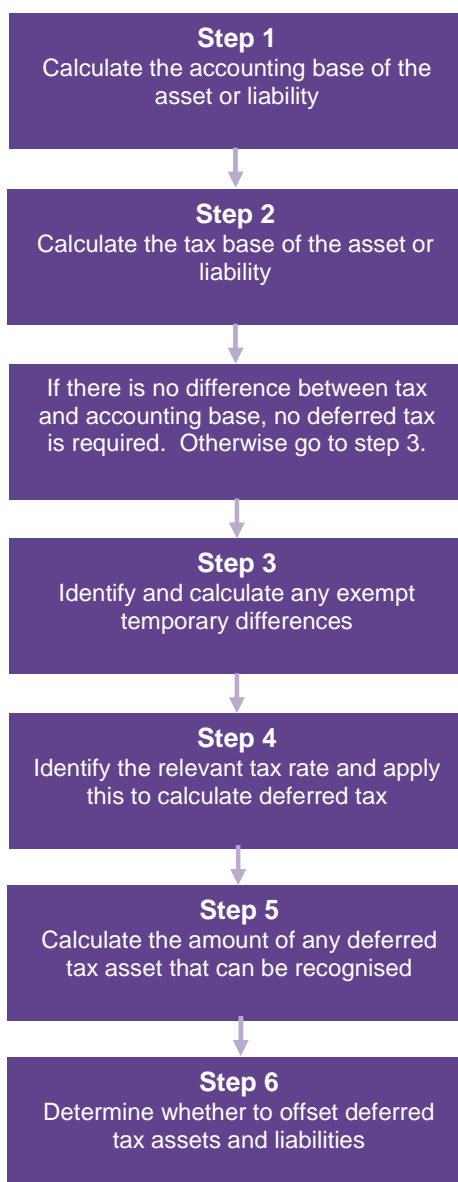 Step 1
Calculate the accounting base of the
asset or liability
Step 2
Calculate the tax base of the asset or
liability
If there is no difference between tax
and accounting base, no deferred tax
is required.  Otherwise go to step 3.
Step 3
Identify and calculate any exempt
temporary differences
Step 4
Identify the relevant tax rate and apply
this to calculate deferred tax
Step 5
Calculate the amount of any deferred
tax asset that can be recognised
Step 6
Determine whether to offset deferred
tax assets and liabilities